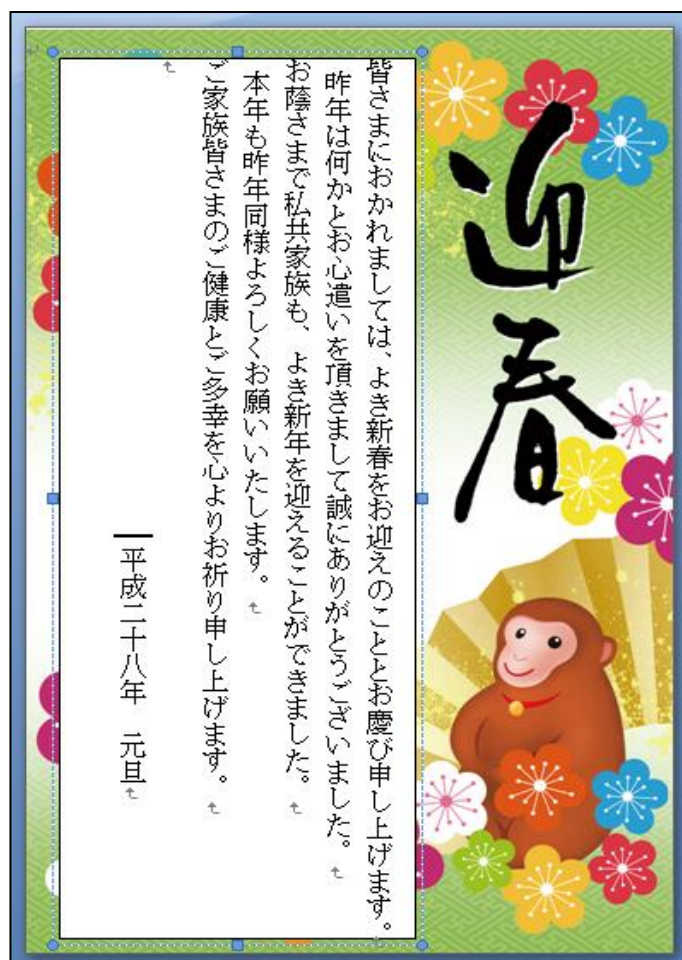 迎春
皆さまにおかれましては、よき新春をお迎えのこととお慶び申し上げます。
昨年は何かとお心遣いを頂きまして誠にありがとうございました。
お蔭さまで私共家族も、よき新年を迎えることができました。
本年も昨年同様よろしくお願いいたします。
ご家族皆さまのご健康とご多幸を心よりお祈り申し上げます。
平成二十八年 元旦